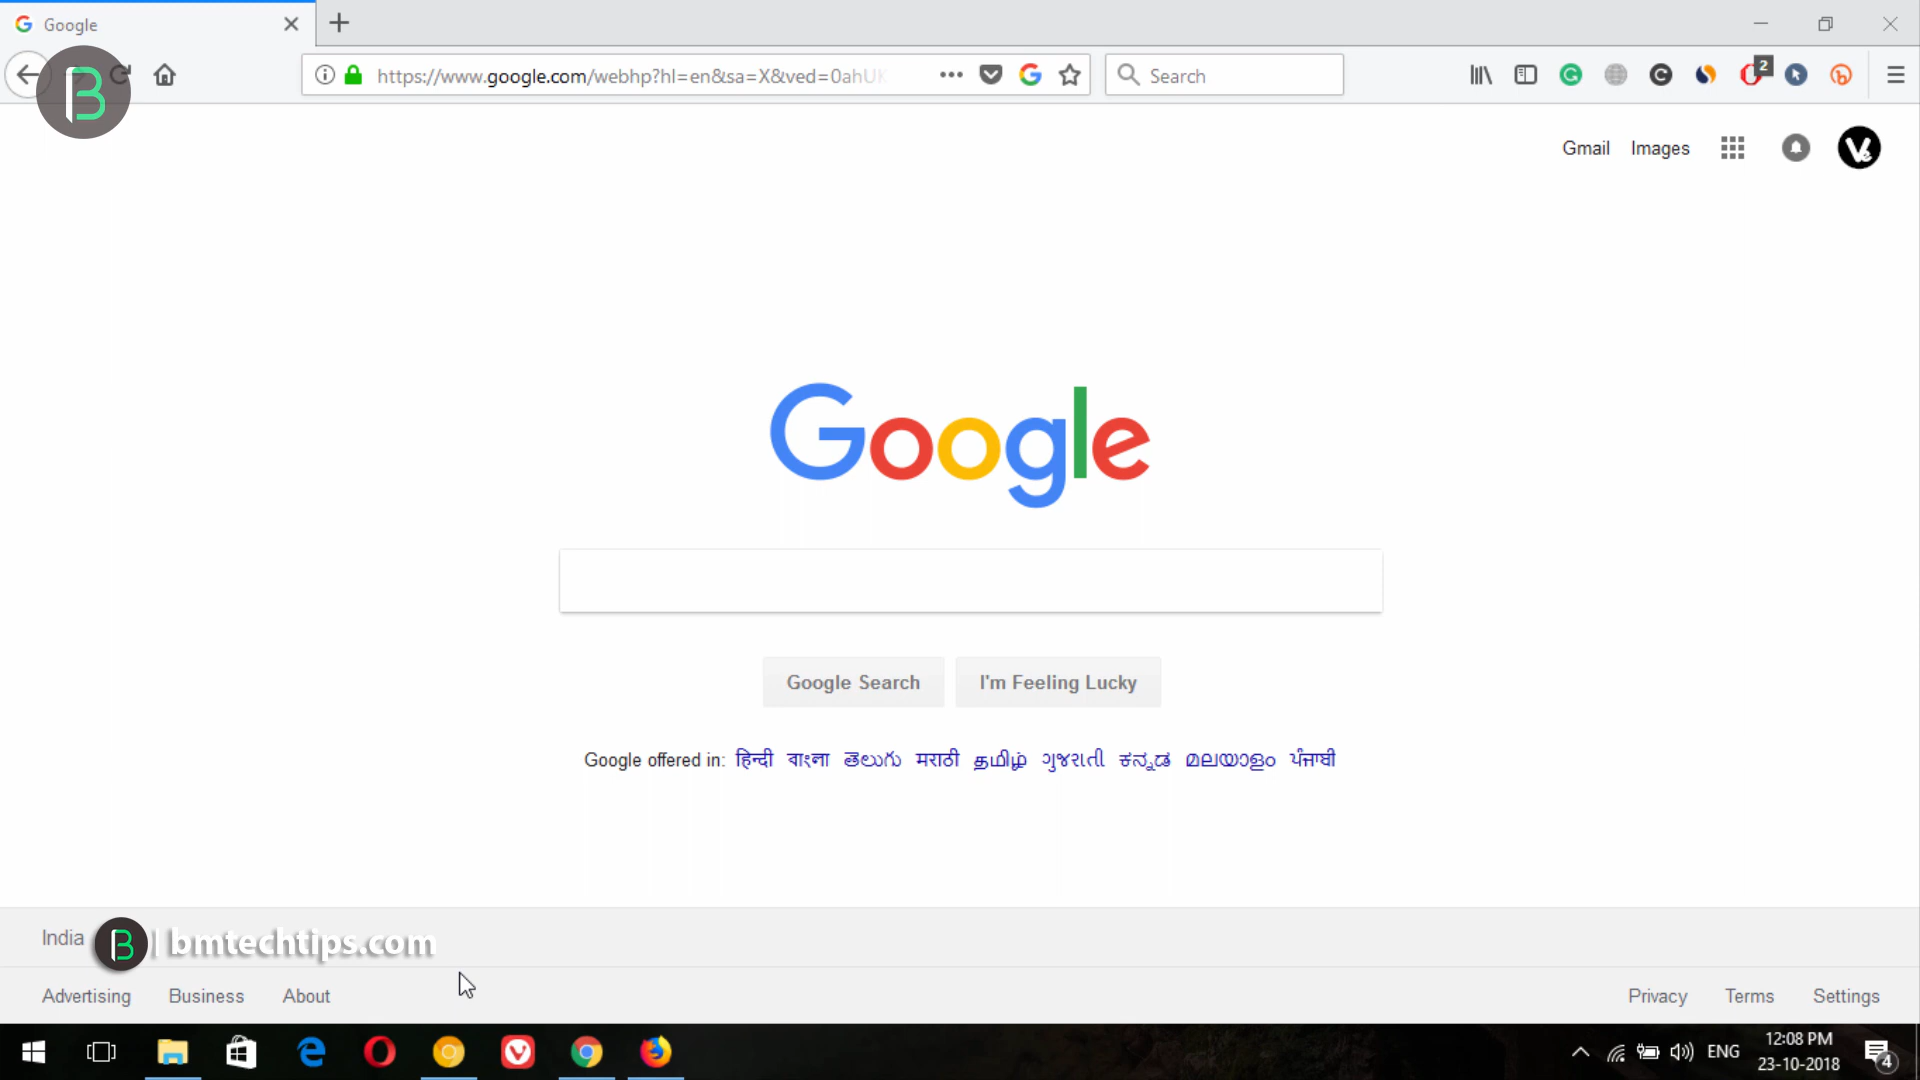 Google
https://www.google.com/webhp?hl=en&sa=X&ved=0ahUK
Search
2
Gmail Images
Google
Google Search I'm Feeling Lucky
Google offered in: हिन्दी বাংলা తెలుగు मराठी தமிழ் ગુજરાતી ಕನ್ನಡ മലയാളം ਪੰਜਾਬੀ
India
B | bmtechtips.com
Advertising Business About
Privacy Terms Settings
ENG
12:08 PM
23-10-2018
4